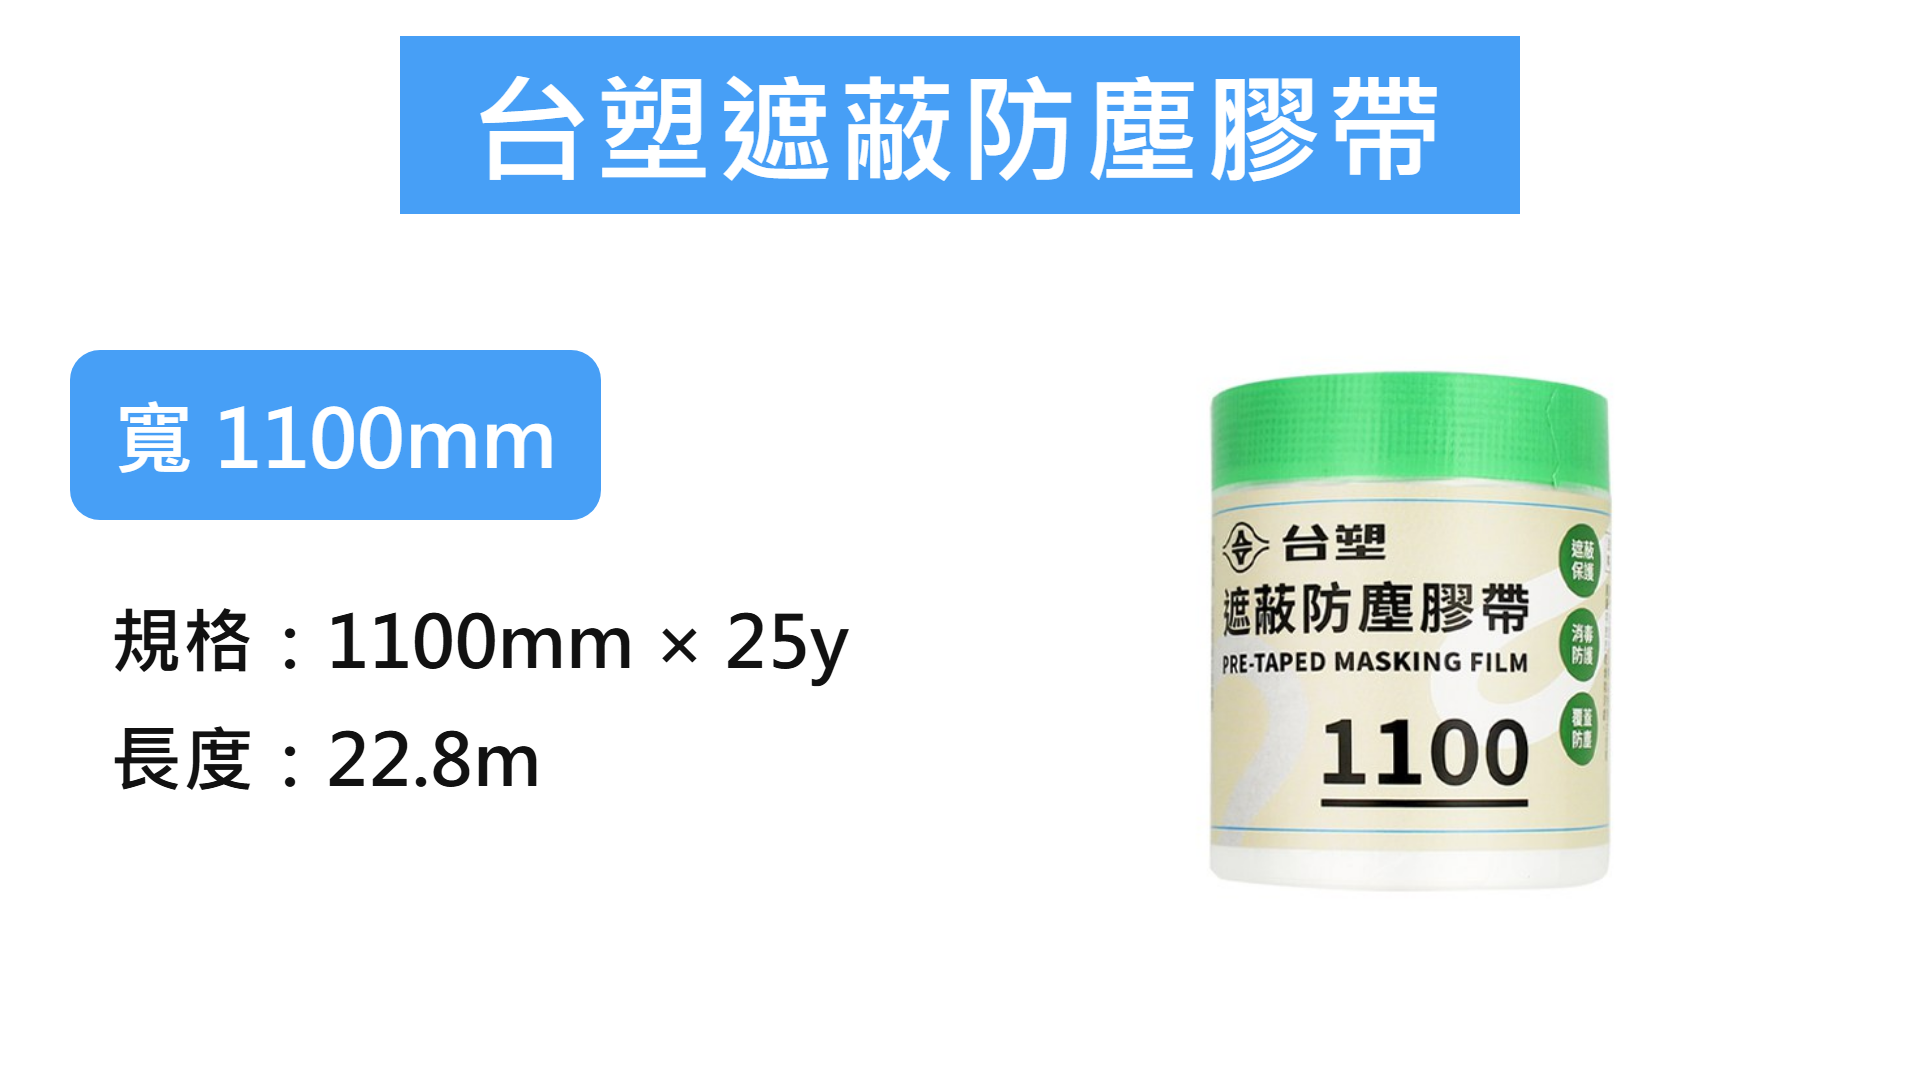 台塑遮蔽防塵膠帶
寬 1100mm
規格：1100mm × 25y
長度：22.8m
台塑
遮蔽防塵膠帶
PRE-TAPED MASKING FILM
1100
遮蔽
保護
消毒
防護
覆蓋
防塵